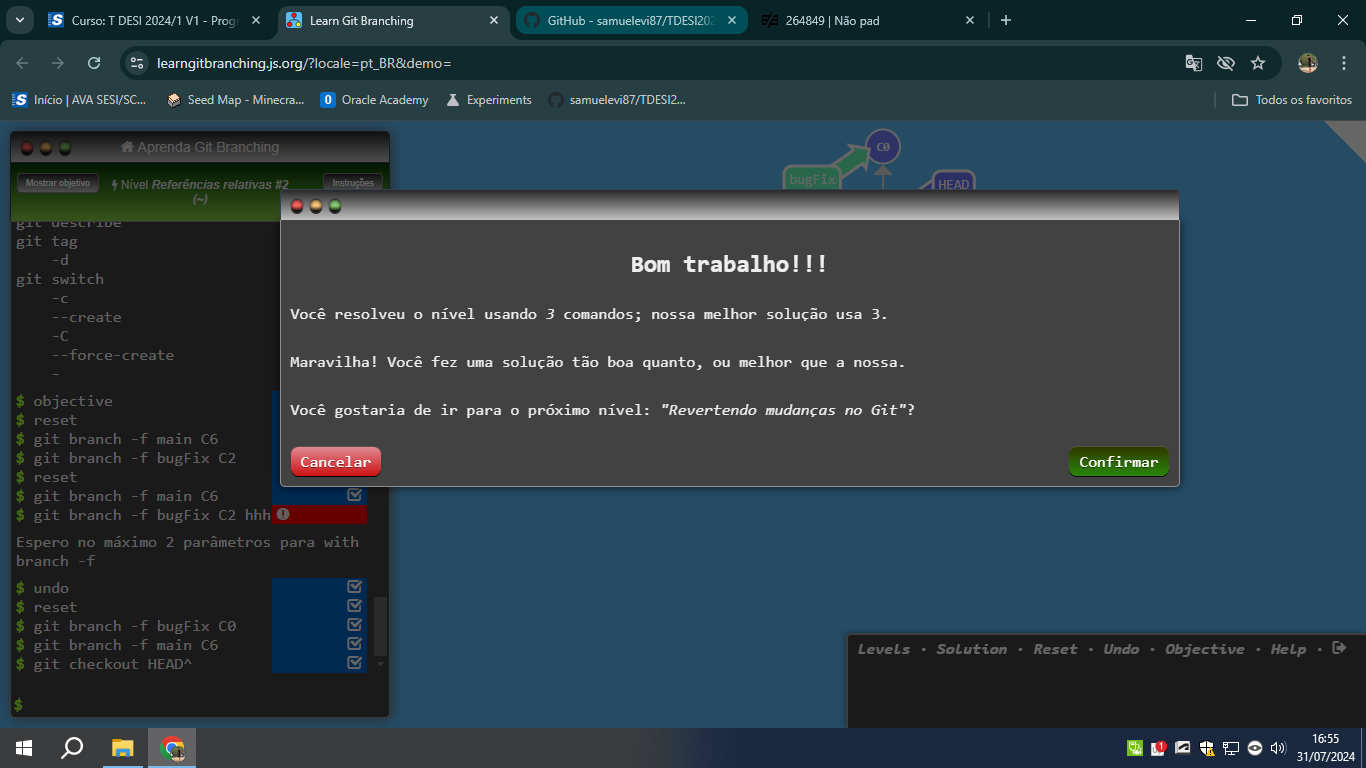 Curso: T DESI 2024/1 V1 - Prog
Learn Git Branching
GitHub - samuelevi87/TDESI202
264849 | Não pad
learngitbranching.js.org/?locale=pt_BR&demo=
Início | AVA SESI/SC...
Seed Map - Minecra...
Oracle Academy
Experiments
samuelevi87/TDESI2...
Todos os favoritos
Aprenda Git Branching
Mostrar objetivo
Nível Referências relativas #2
(~)
Instruções
C0
bugFix
HEAD
git describe
git tag
-d
git switch
-c
--create
-C
--force-create
-
$ objective
$ reset
$ git branch -f main C6
$ git branch -f bugFix C2
$ reset
$ git branch -f main C6
$ git branch -f bugFix C2 hhh
Espero no máximo 2 parâmetros para with
branch -f
$ undo
$ reset
$ git branch -f bugFix C0
$ git branch -f main C6
$ git checkout HEAD^
$
Bom trabalho!!!
Você resolveu o nível usando 3 comandos; nossa melhor solução usa 3.
Maravilha! Você fez uma solução tão boa quanto, ou melhor que a nossa.
Você gostaria de ir para o próximo nível: "Revertendo mudanças no Git"?
Cancelar
Confirmar
Levels · Solution · Reset · Undo · Objective · Help ·
1
16:55
31/07/2024